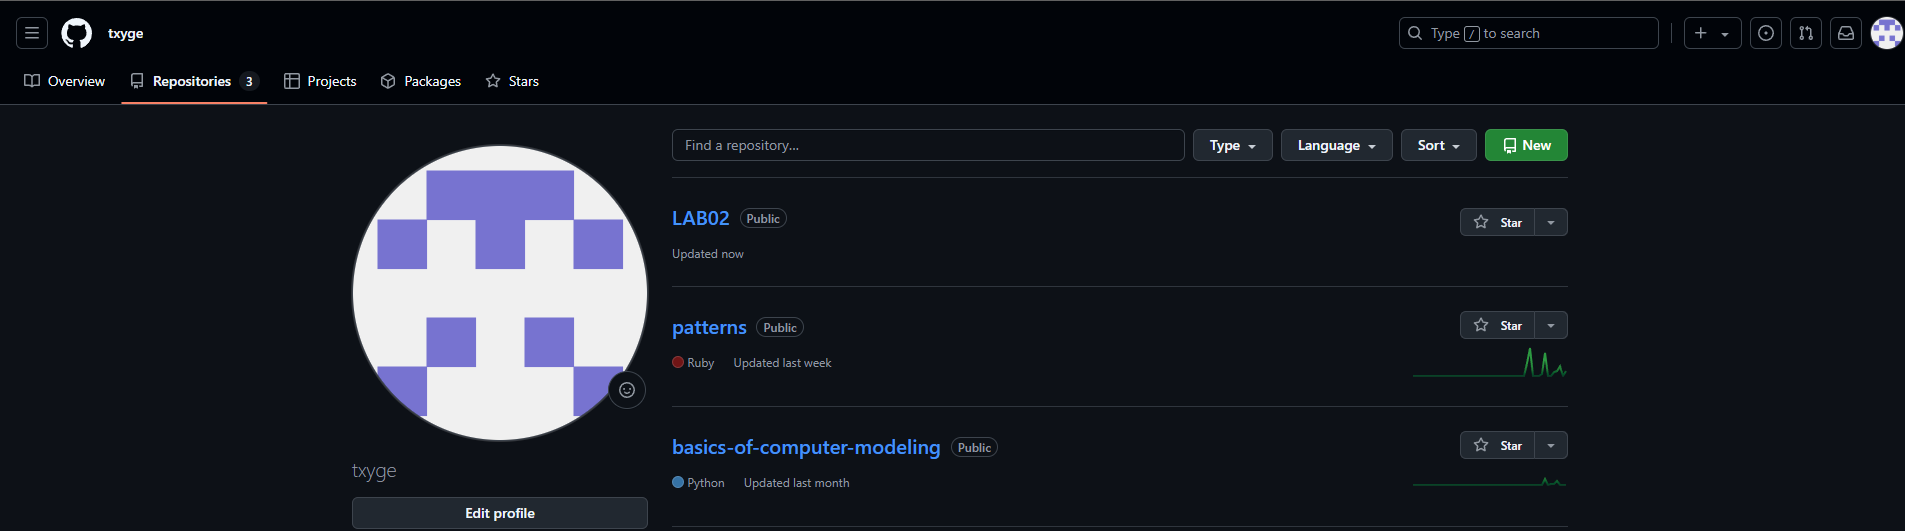 txyge
Type / to search
Overview Repositories 3 Projects Packages Stars
Find a repository... Type Language Sort New
LAB02 Public Star
Updated now
patterns Public Star
Ruby Updated last week
basics-of-computer-modeling Public Star
Python Updated last month
txyge
Edit profile